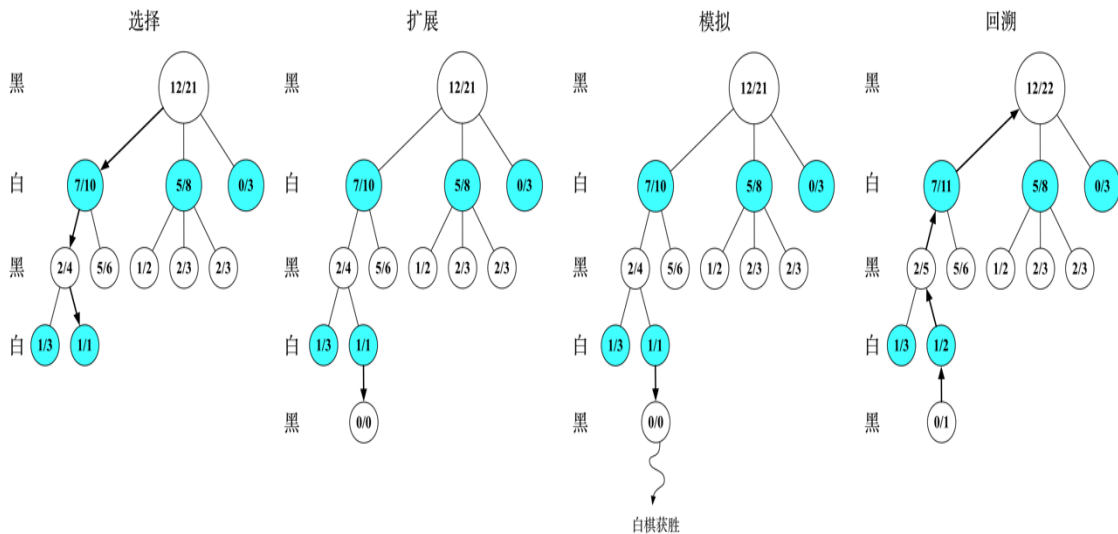 选择 扩展 模拟 回溯
黑 12/21 黑 12/21 黑 12/21 黑 12/22
白 7/10 5/8 0/3 白 7/10 5/8 0/3 白 7/10 5/8 0/3 白 7/11 5/8 0/3
黑 2/4 5/6 1/2 2/3 2/3 黑 2/4 5/6 1/2 2/3 2/3 黑 2/4 5/6 1/2 2/3 2/3 黑 2/5 5/6 1/2 2/3 2/3
白 1/3 1/1 白 1/3 1/1 白 1/3 1/1 白 1/3 1/2
黑 0/0 黑 0/0 黑 0/1
白棋获胜